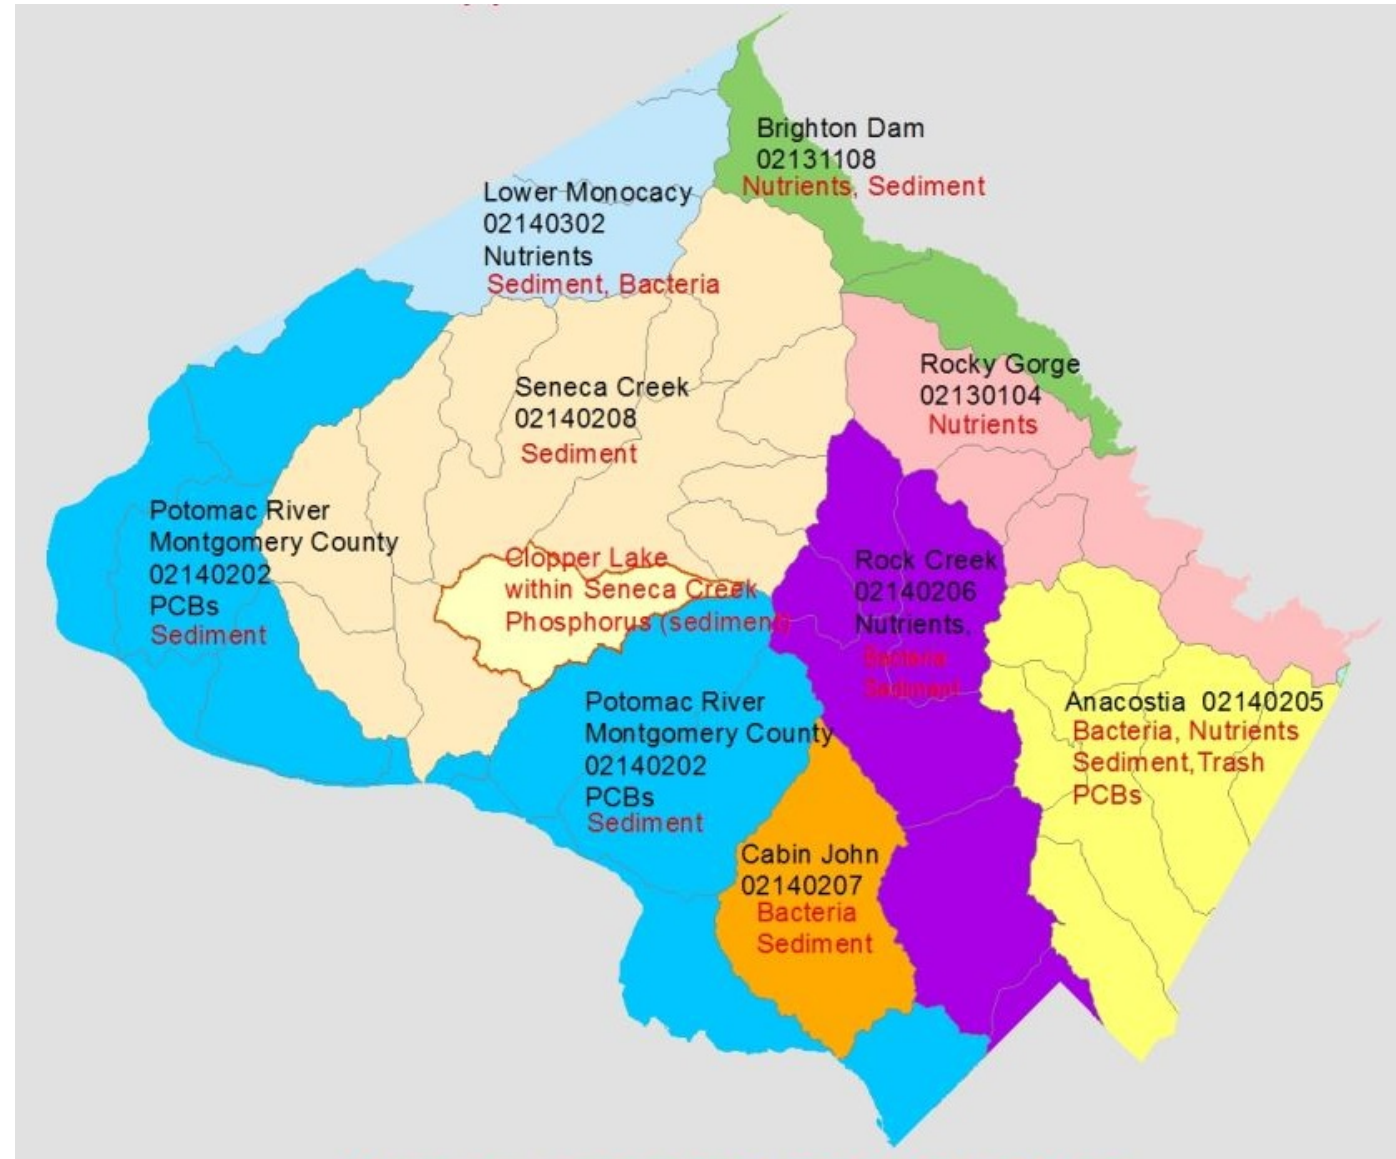 Brighton Dam
02131108
Nutrients, Sediment
Lower Monocacy
02140302
Nutrients
Sediment, Bacteria
Rocky Gorge
02130104
Nutrients
Seneca Creek
02140208
Sediment
Potomac River
Montgomery County
02140202
PCBs
Sediment
Clopper Lake
within Seneca Creek
Phosphorus (sediment)
Rock Creek
02140206
Nutrients,
Bacteria
Sediment
Potomac River
Montgomery County
02140202
PCBs
Sediment
Anacostia 02140205
Bacteria, Nutrients
Sediment, Trash
PCBs
Cabin John
02140207
Bacteria
Sediment